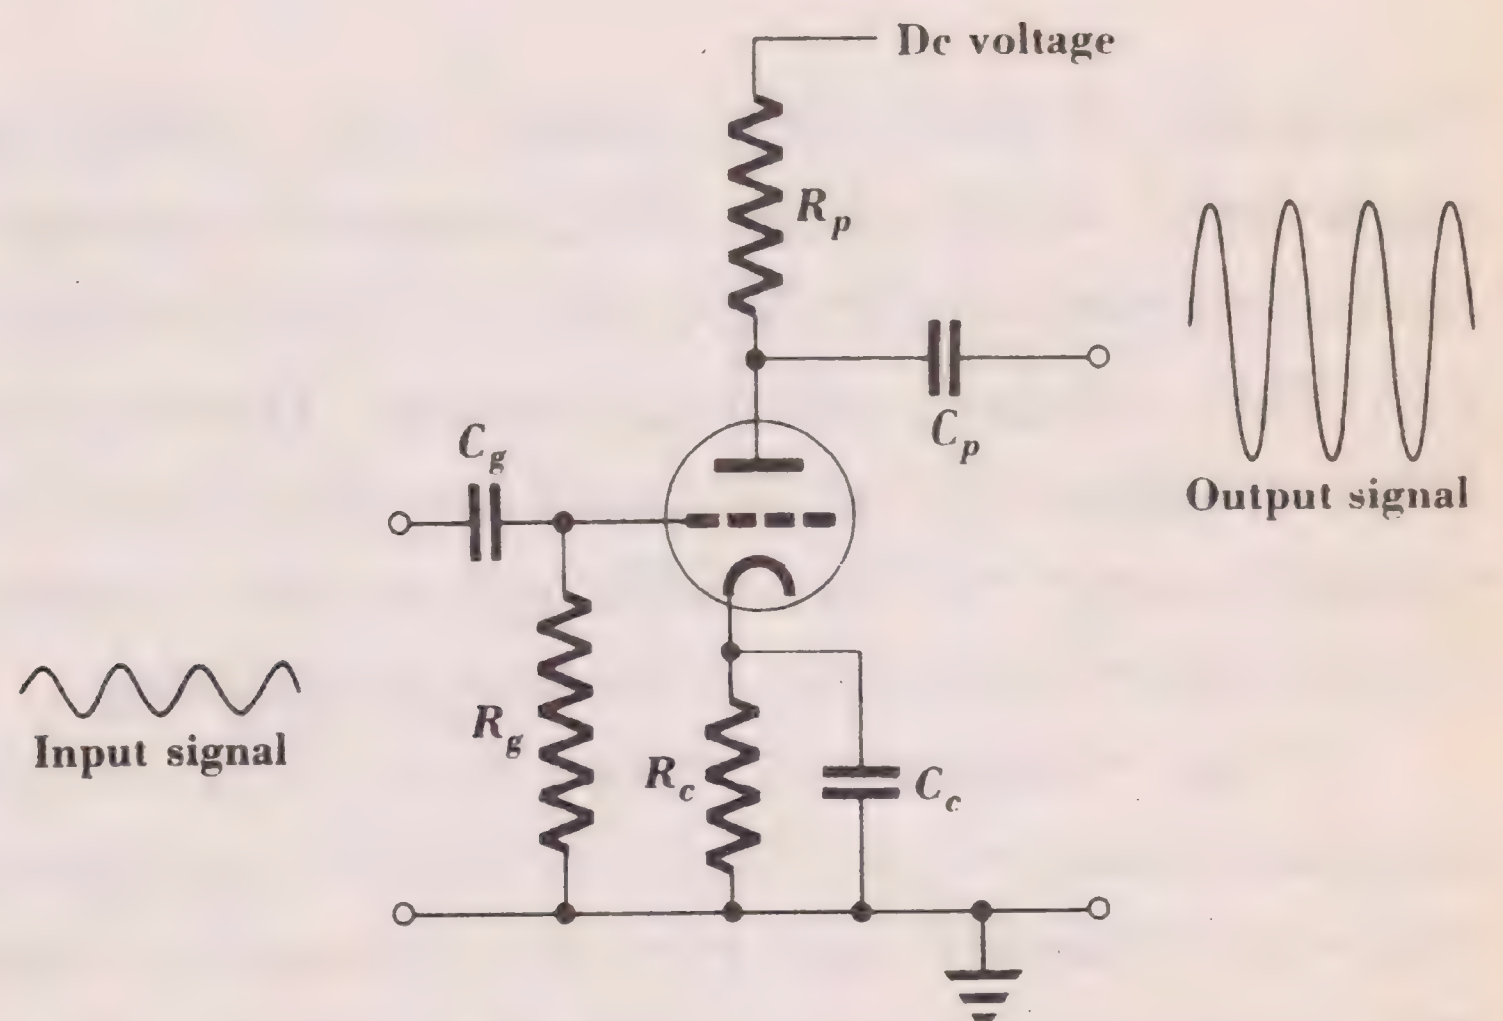 Dc voltage
R_p
C_p
C_g
Output signal
R_g
R_c
C_c
Input signal